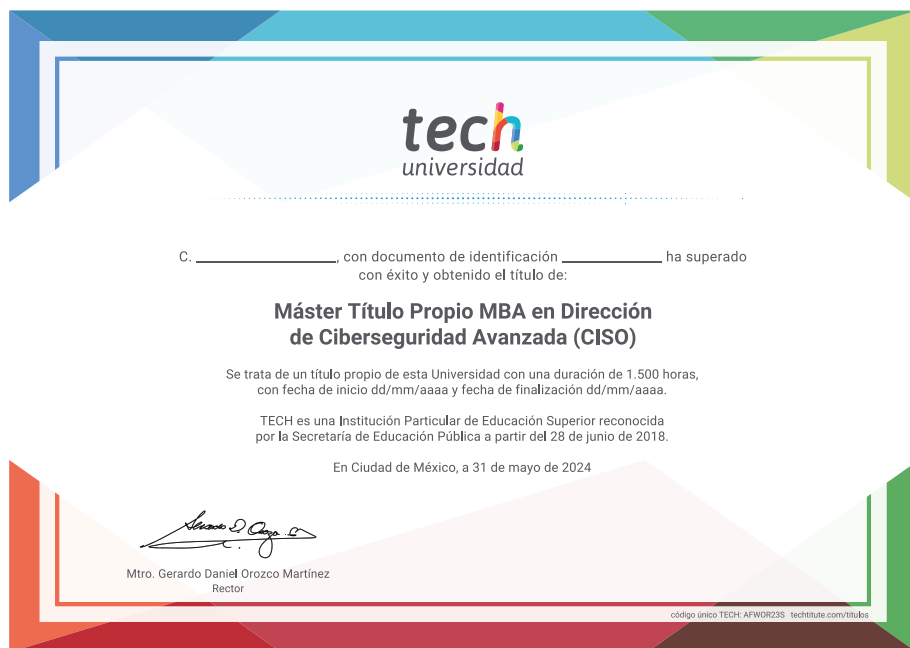 tech
universidad
C. __________________, con documento de identificación _____________ ha superado
con éxito y obtenido el título de:
Máster Título Propio MBA en Dirección
de Ciberseguridad Avanzada (CISO)
Se trata de un título propio de esta Universidad con una duración de 1.500 horas,
con fecha de inicio dd/mm/aaaa y fecha de finalización dd/mm/aaaa.
TECH es una Institución Particular de Educación Superior reconocida
por la Secretaría de Educación Pública a partir del 28 de junio de 2018.
En Ciudad de México, a 31 de mayo de 2024
Mtro. Gerardo Daniel Orozco Martínez
Rector
código único TECH: AFWOR23S techtitute.com/titulos